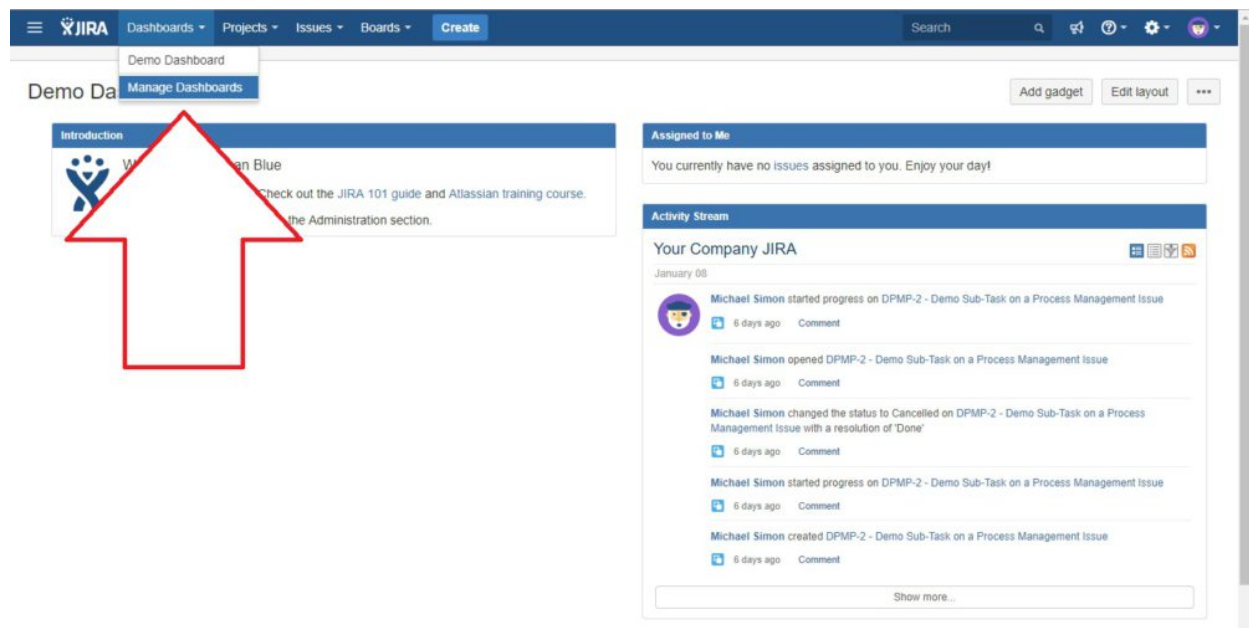 JIRA Dashboards Projects Issues Boards Create Search
Demo Dashboard
Manage Dashboards
Demo Da
Add gadget Edit layout •••
Introduction
an Blue
Check out the JIRA 101 guide and Atlassian training course.
the Administration section.
Assigned to Me
You currently have no issues assigned to you. Enjoy your day!
Activity Stream
Your Company JIRA
January 08
Michael Simon started progress on DPMP-2 - Demo Sub-Task on a Process Management Issue
6 days ago Comment
Michael Simon opened DPMP-2 - Demo Sub-Task on a Process Management Issue
6 days ago Comment
Michael Simon changed the status to Cancelled on DPMP-2 - Demo Sub-Task on a Process
Management Issue with a resolution of 'Done'
6 days ago Comment
Michael Simon started progress on DPMP-2 - Demo Sub-Task on a Process Management Issue
6 days ago Comment
Michael Simon created DPMP-2 - Demo Sub-Task on a Process Management Issue
6 days ago Comment
Show more...